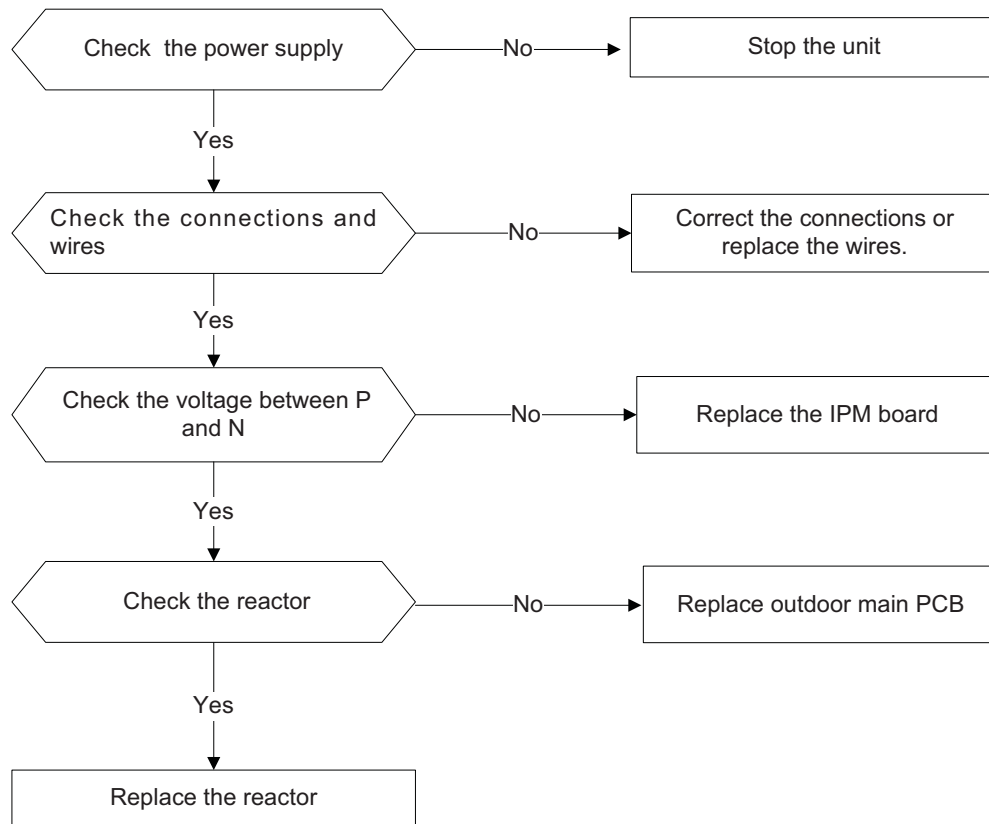 Check the power supply
No
Stop the unit
Yes
Check the connections and
wires
No
Correct the connections or
replace the wires.
Yes
Check the voltage between P
and N
No
Replace the IPM board
Yes
Check the reactor
No
Replace outdoor main PCB
Yes
Replace the reactor